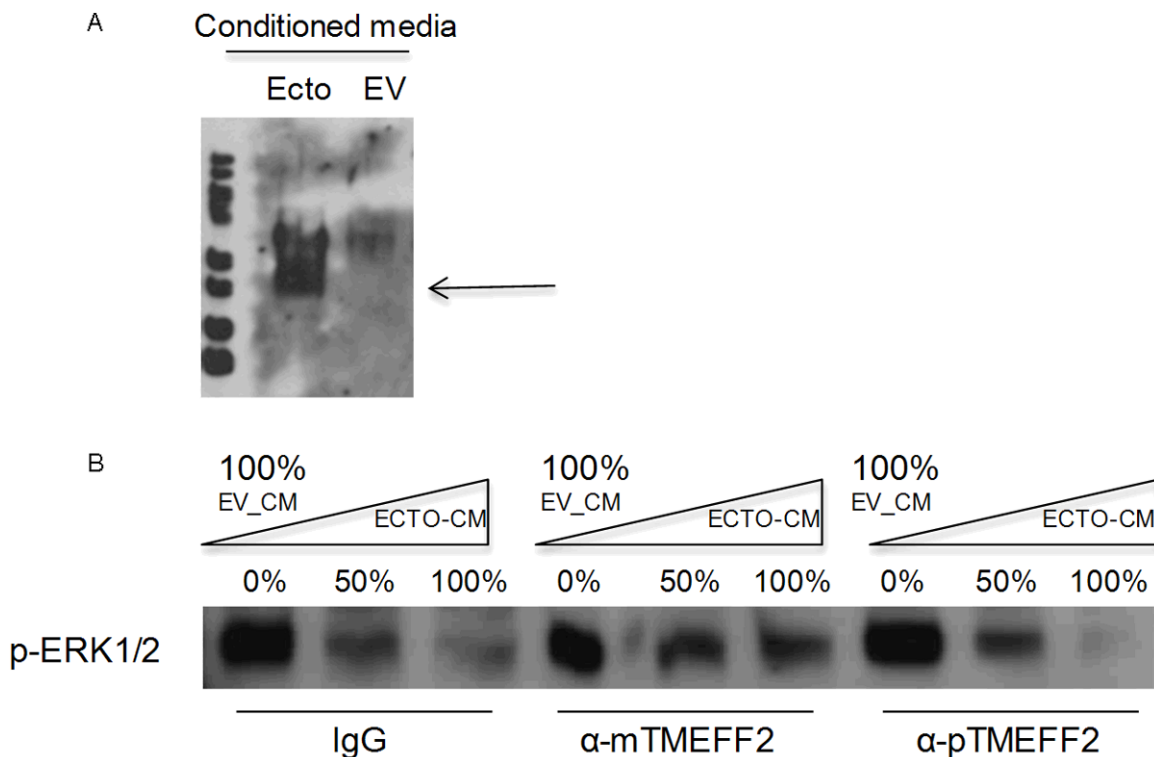 A
Conditioned media
Ecto EV
B
100% 100% 100%
EV_CM ECTO-CM EV_CM ECTO-CM EV_CM ECTO-CM
0% 50% 100% 0% 50% 100% 0% 50% 100%
p-ERK1/2
IgG α-mTMEFF2 α-pTMEFF2